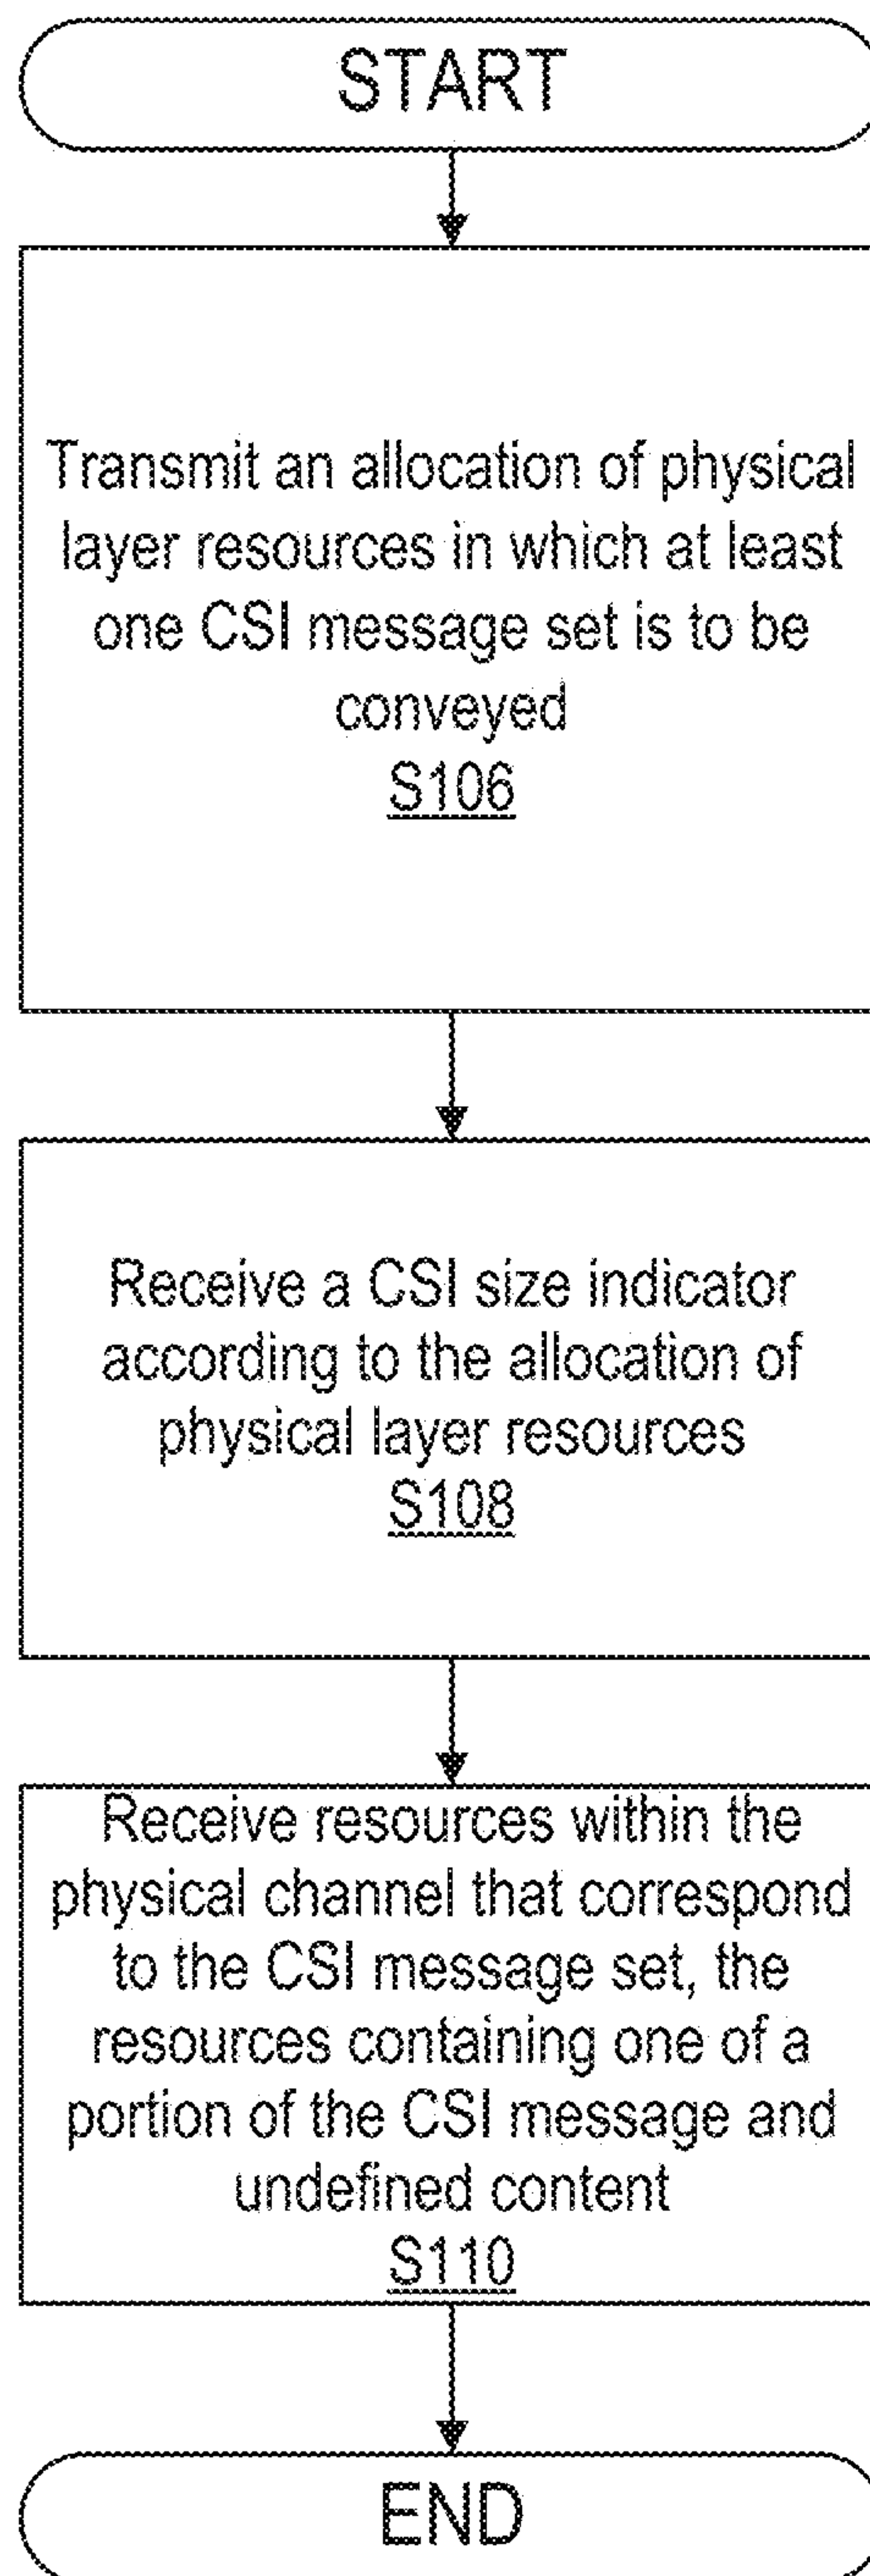 START
Transmit an allocation of physical
layer resources in which at least
one CSI message set is to be
conveyed
S106
Receive a CSI size indicator
according to the allocation of
physical layer resources
S108
Receive resources within the
physical channel that correspond
to the CSI message set, the
resources containing one of a
portion of the CSI message and
undefined content
S110
END